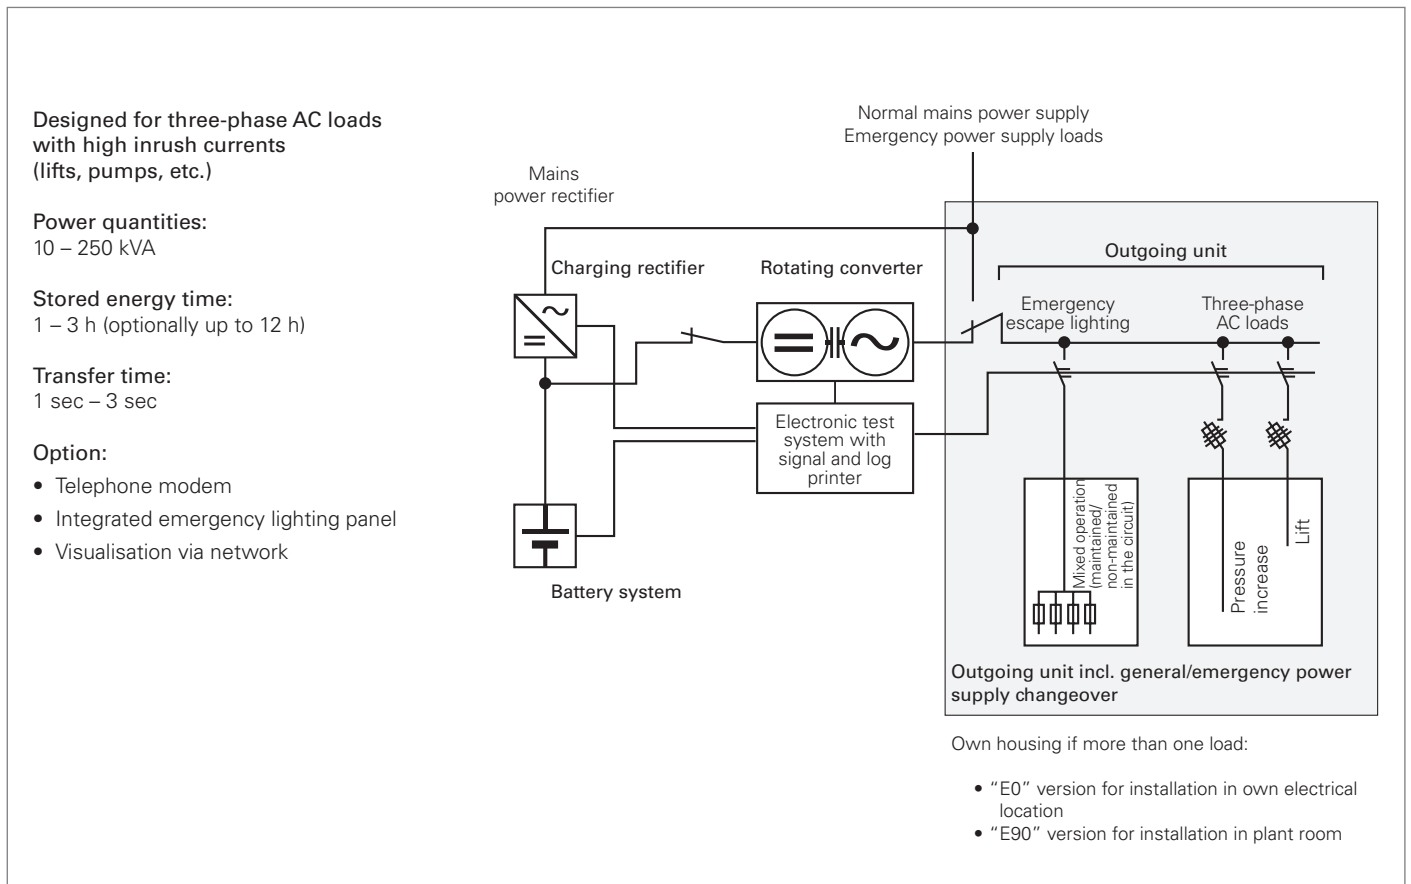 Designed for three-phase AC loads
with high inrush currents
(lifts, pumps, etc.)
Power quantities:
10 – 250 kVA
Stored energy time:
1 – 3 h (optionally up to 12 h)
Transfer time:
1 sec – 3 sec
Option:
• Telephone modem
• Integrated emergency lighting panel
• Visualisation via network
Normal mains power supply
Emergency power supply loads
Mains
power rectifier
Charging rectifier
Rotating converter
Outgoing unit
Emergency
escape lighting
Three-phase
AC loads
Electronic test
system with
signal and log
printer
Battery system
Mixed operation
(maintained/
non-maintained
in the circuit)
Pressure
increase
Lift
Outgoing unit incl. general/emergency power
supply changeover
Own housing if more than one load:
• “E0” version for installation in own electrical
location
• “E90” version for installation in plant room